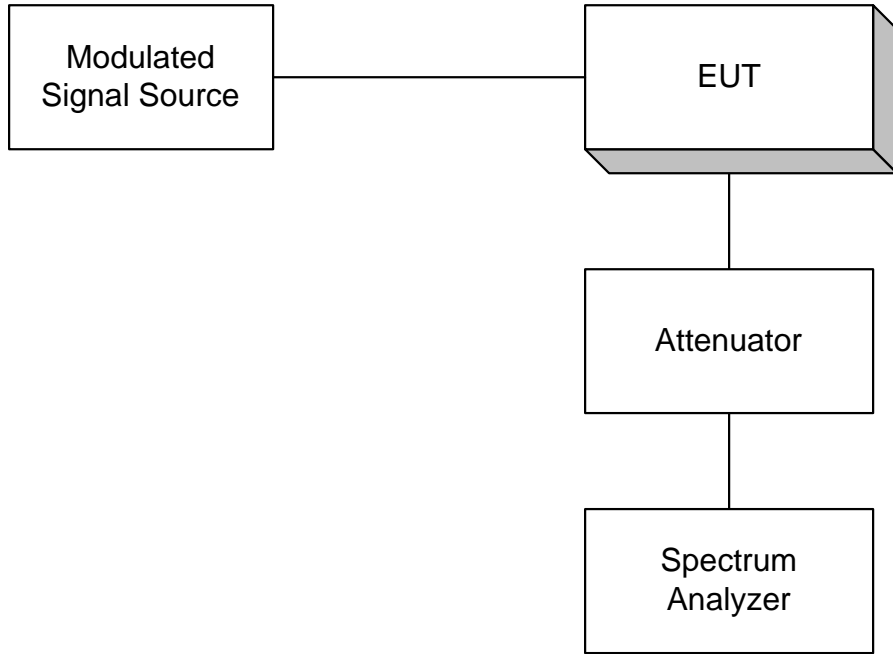 Modulated
Signal Source
EUT
Attenuator
Spectrum
Analyzer